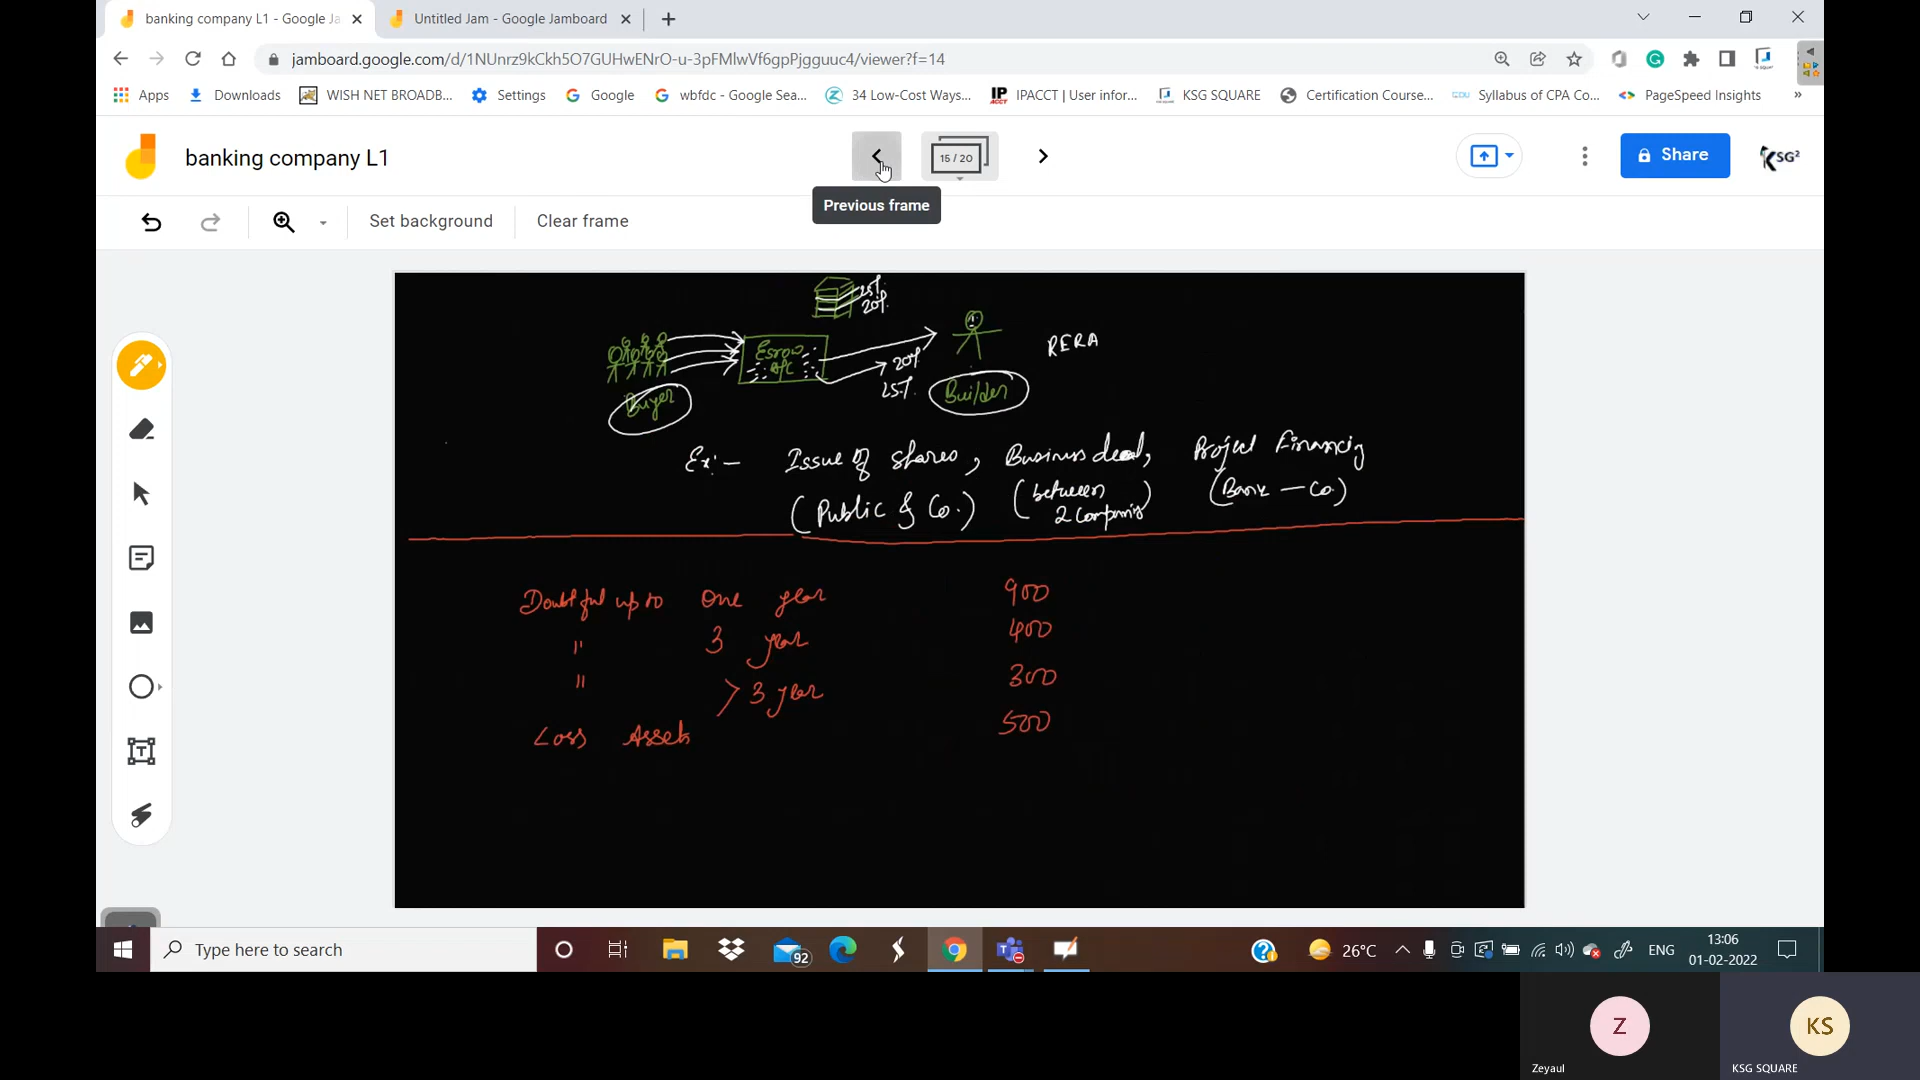 banking company L1 - Google Ja
Untitled Jam - Google Jamboard
jamboard.google.com/d/1NUnrz9kCkh5O7GUHwENrO-u-3pFMlwVf6gpPjgguuc4/viewer?f=14
Apps
Downloads
WISH NET BROADB...
Settings
Google
wbfdc - Google Sea...
34 Low-Cost Ways...
IPACCT | User infor...
KSG SQUARE
Certification Course...
Syllabus of CPA Co...
PageSpeed Insights
»
banking company L1
15 / 20
Share
KSG²
Previous frame
Set background
Clear frame
25%
20%
Esrow
A/C
20%
25%
RERA
Buyer
Builder
Ex:- Issue of shares, Business deal, Project Financing
(Public & Co.) (between 2 Companies) (Bank - Co.)
Doubtful up to One year 900
" 3 year 400
" > 3 year 300
Loss Assets 500
Type here to search
92
26°C
ENG
13:06
01-02-2022
Z
KS
Zeyaul
KSG SQUARE